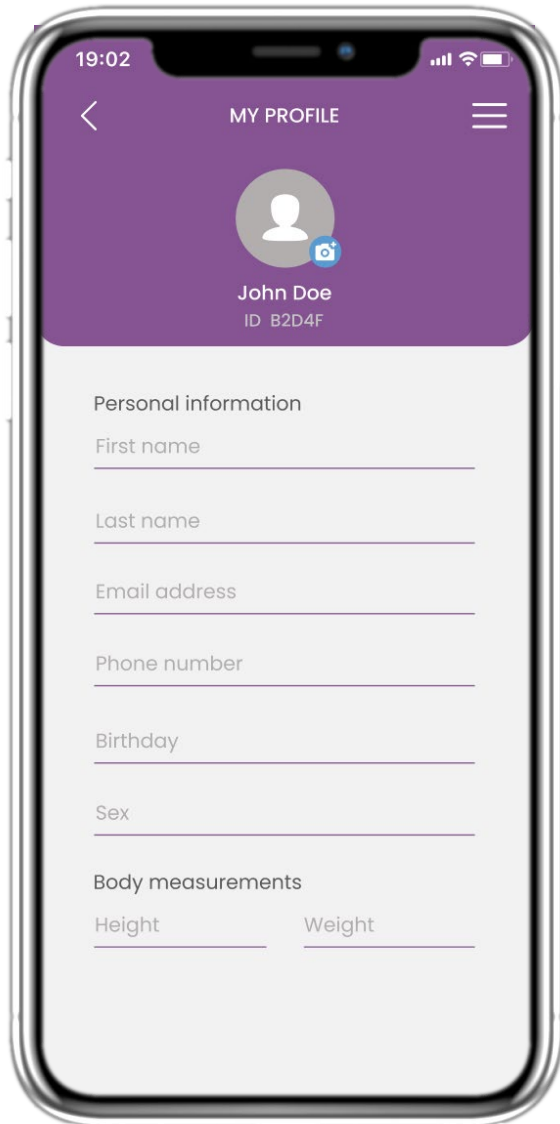 19:02
MY PROFILE
John Doe
ID B2D4F
Personal information
First name
Last name
Email address
Phone number
Birthday
Sex
Body measurements
Height Weight